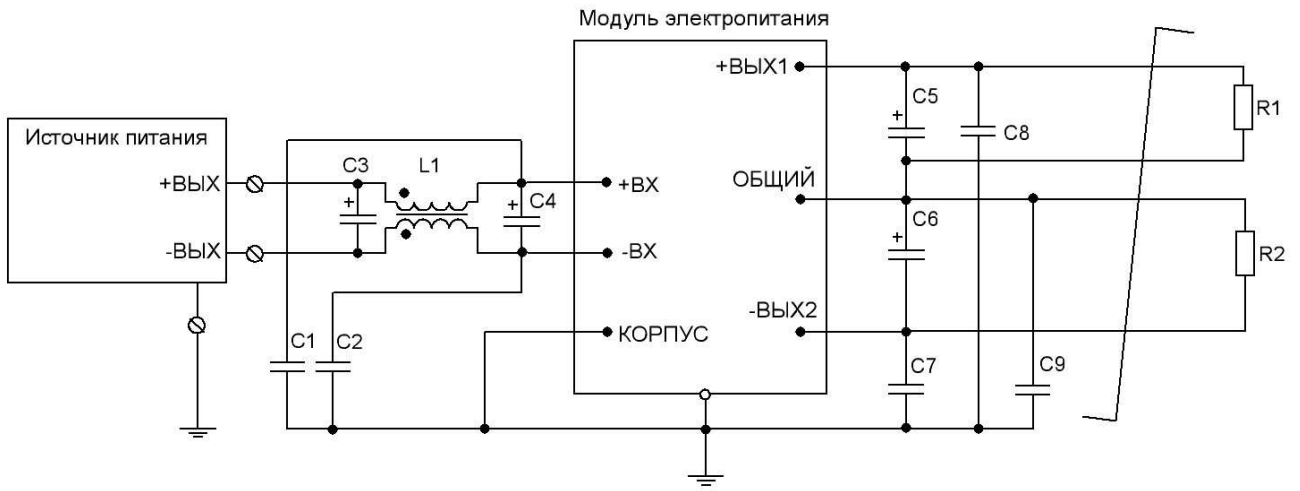 Модуль электропитания
+ВЫХ1
C5
+
C8
R1
Источник питания
+ВЫХ
-ВЫХ
C3
+
L1
+
C4
+ВХ
-ВХ
ОБЩИЙ
C6
+
R2
-ВЫХ2
КОРПУС
C1
C2
C7
C9